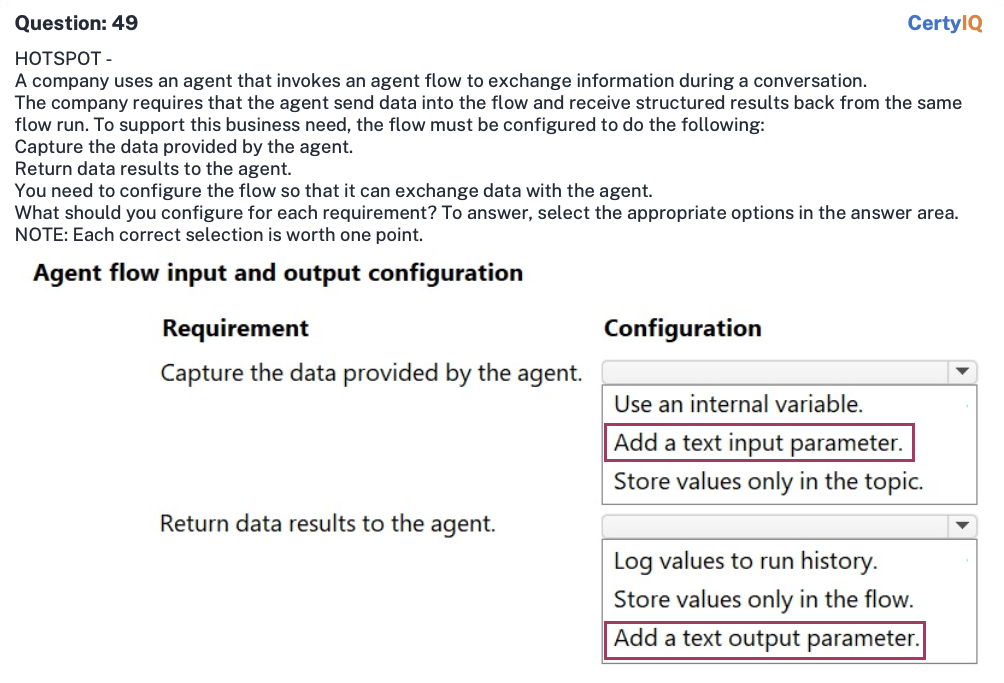 Question: 49
CertyIQ
HOTSPOT -
A company uses an agent that invokes an agent flow to exchange information during a conversation.
The company requires that the agent send data into the flow and receive structured results back from the same
flow run. To support this business need, the flow must be configured to do the following:
Capture the data provided by the agent.
Return data results to the agent.
You need to configure the flow so that it can exchange data with the agent.
What should you configure for each requirement? To answer, select the appropriate options in the answer area.
NOTE: Each correct selection is worth one point.
Agent flow input and output configuration
Requirement
Configuration
Capture the data provided by the agent.
Use an internal variable.
Add a text input parameter.
Store values only in the topic.
Return data results to the agent.
Log values to run history.
Store values only in the flow.
Add a text output parameter.